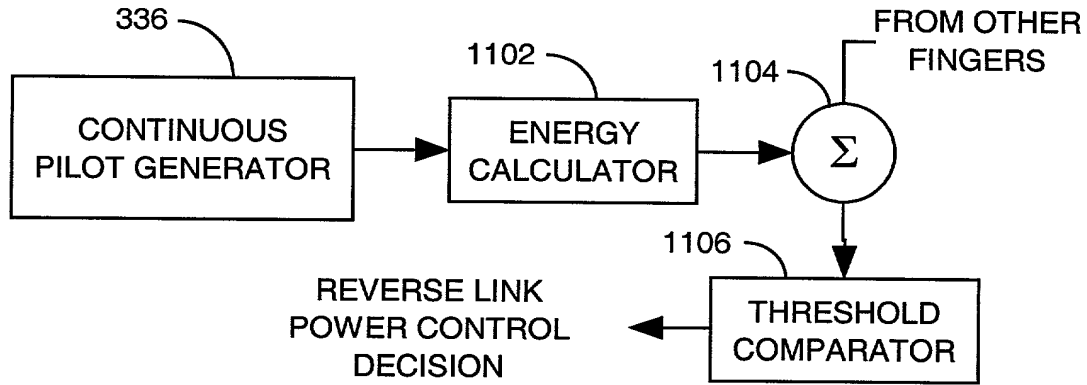 336
CONTINUOUS
PILOT GENERATOR
1102
ENERGY
CALCULATOR
1104
FROM OTHER
FINGERS
Σ
1106
THRESHOLD
COMPARATOR
REVERSE LINK
POWER CONTROL
DECISION